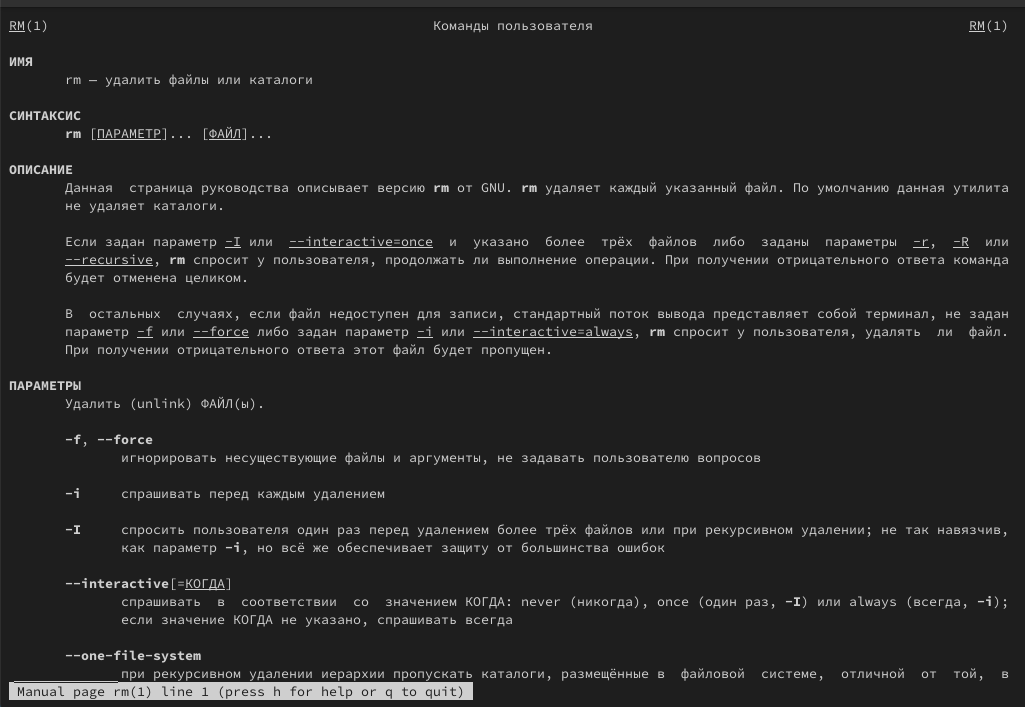 RM(1) Команды пользователя RM(1)
ИМЯ
rm — удалить файлы или каталоги
СИНТАКСИС
rm [ПАРАМЕТР]... [ФАЙЛ]...
ОПИСАНИЕ
Данная страница руководства описывает версию rm от GNU. rm удаляет каждый указанный файл. По умолчанию данная утилита
не удаляет каталоги.
Если задан параметр -I или --interactive=once и указано более трёх файлов либо заданы параметры -r, -R или
--recursive, rm спросит у пользователя, продолжать ли выполнение операции. При получении отрицательного ответа команда
будет отменена целиком.
В остальных случаях, если файл недоступен для записи, стандартный поток вывода представляет собой терминал, не задан
параметр -f или --force либо задан параметр -i или --interactive=always, rm спросит у пользователя, удалять ли файл.
При получении отрицательного ответа этот файл будет пропущен.
ПАРАМЕТРЫ
Удалить (unlink) ФАЙЛ(ы).
-f, --force
игнорировать несуществующие файлы и аргументы, не задавать пользователю вопросов
-i спрашивать перед каждым удалением
-I спросить пользователя один раз перед удалением более трёх файлов или при рекурсивном удалении; не так навязчив,
как параметр -i, но всё же обеспечивает защиту от большинства ошибок
--interactive[=КОГДА]
спрашивать в соответствии со значением КОГДА: never (никогда), once (один раз, -I) или always (всегда, -i);
если значение КОГДА не указано, спрашивать всегда
--one-file-system
при рекурсивном удалении иерархии пропускать каталоги, размещённые в файловой системе, отличной от той, в
Manual page rm(1) line 1 (press h for help or q to quit)